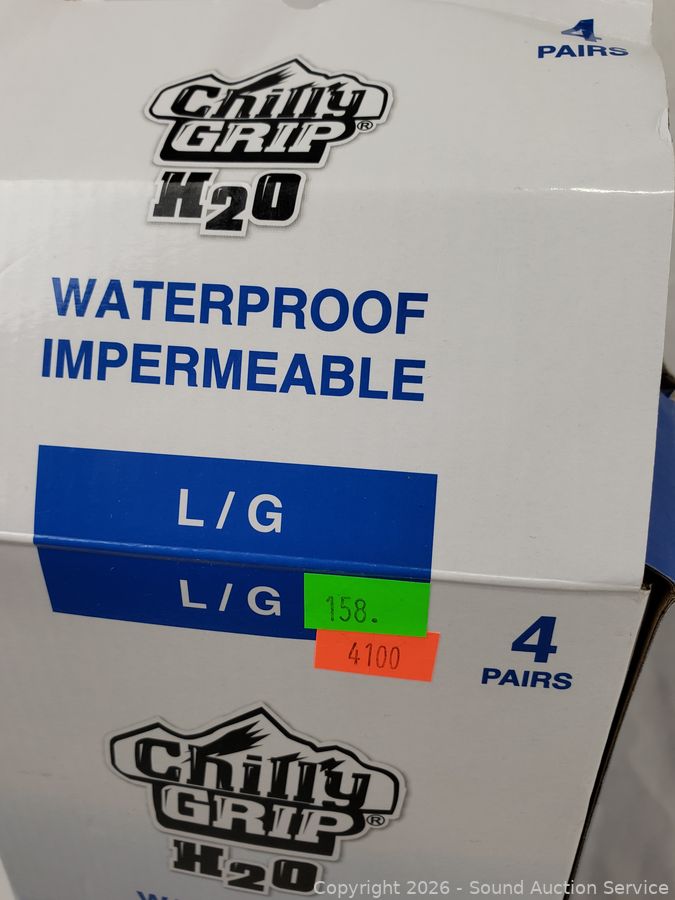 4
PAIRS
Chilly
GRIP®
H2O
WATERPROOF
IMPERMEABLE
L/G
L/G
158.
4100
4
PAIRS
Chilly
GRIP®
H2O
Copyright 2026 - Sound Auction Service